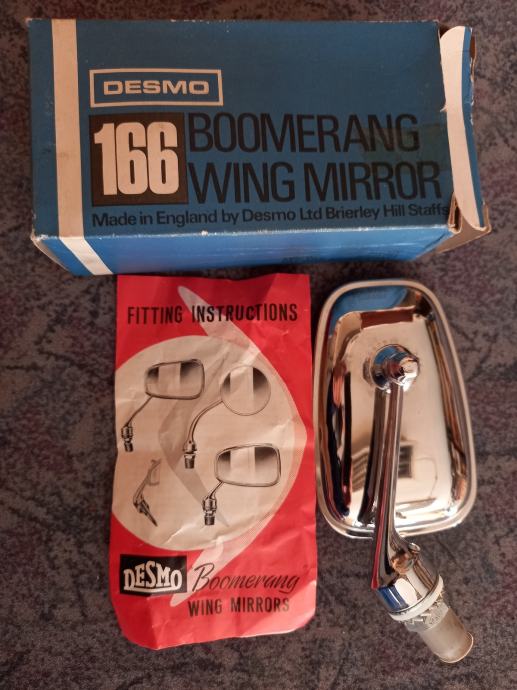 DESMO
166 BOOMERANG
WING MIRROR
Made in England by Desmo Ltd Brierley Hill Staffs
FITTING INSTRUCTIONS
DESMO "Boomerang"
WING MIRRORS